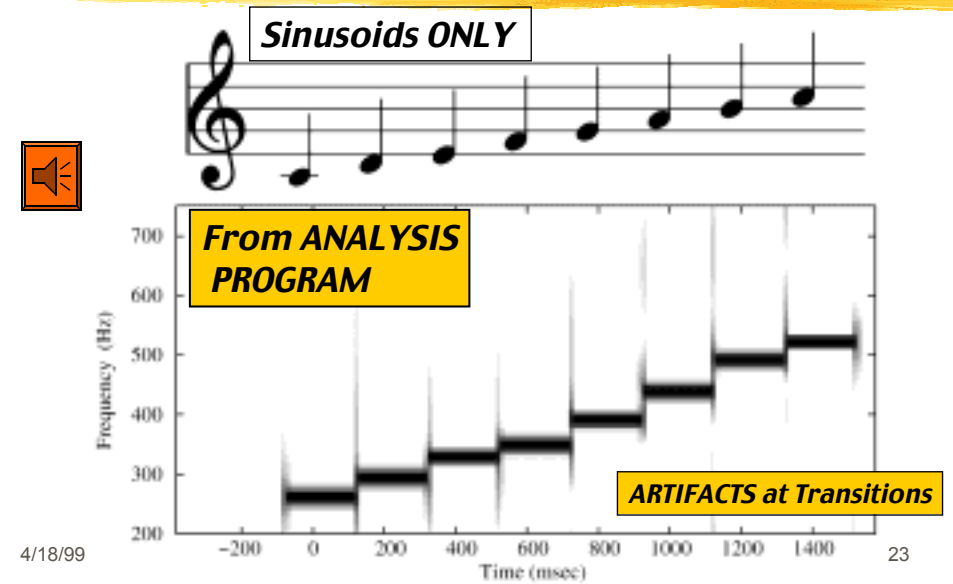 Sinusoids ONLY
From ANALYSIS
PROGRAM
700
600
500
400
300
200
Frequency (Hz)
ARTIFACTS at Transitions
-200 0 200 400 600 800 1000 1200 1400
Time (msec)
4/18/99
23